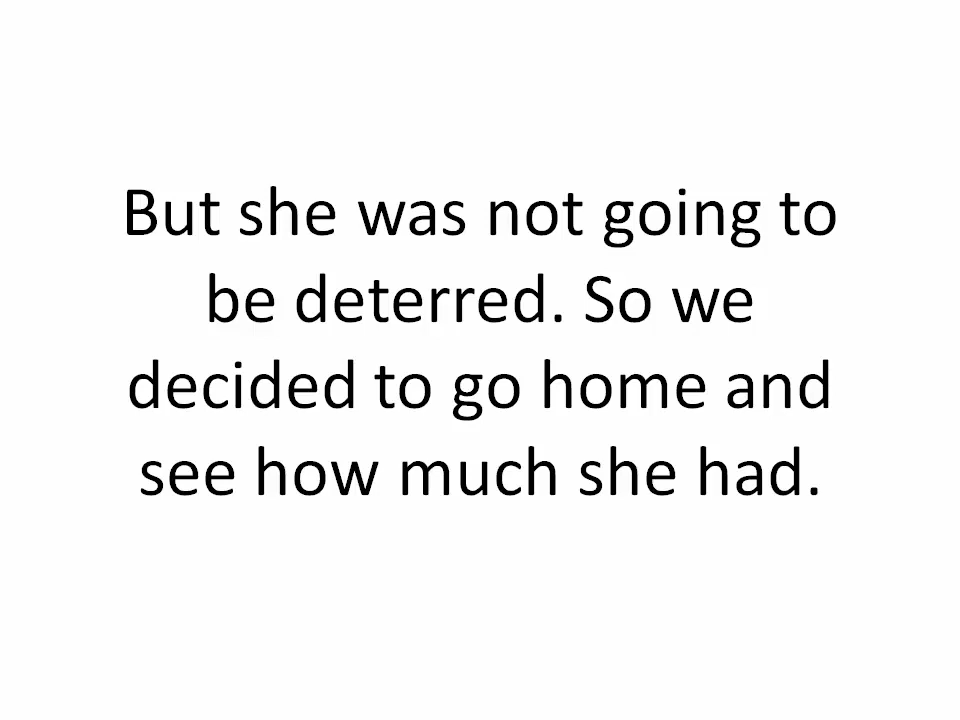 But she was not going to
be deterred. So we
decided to go home and
see how much she had.